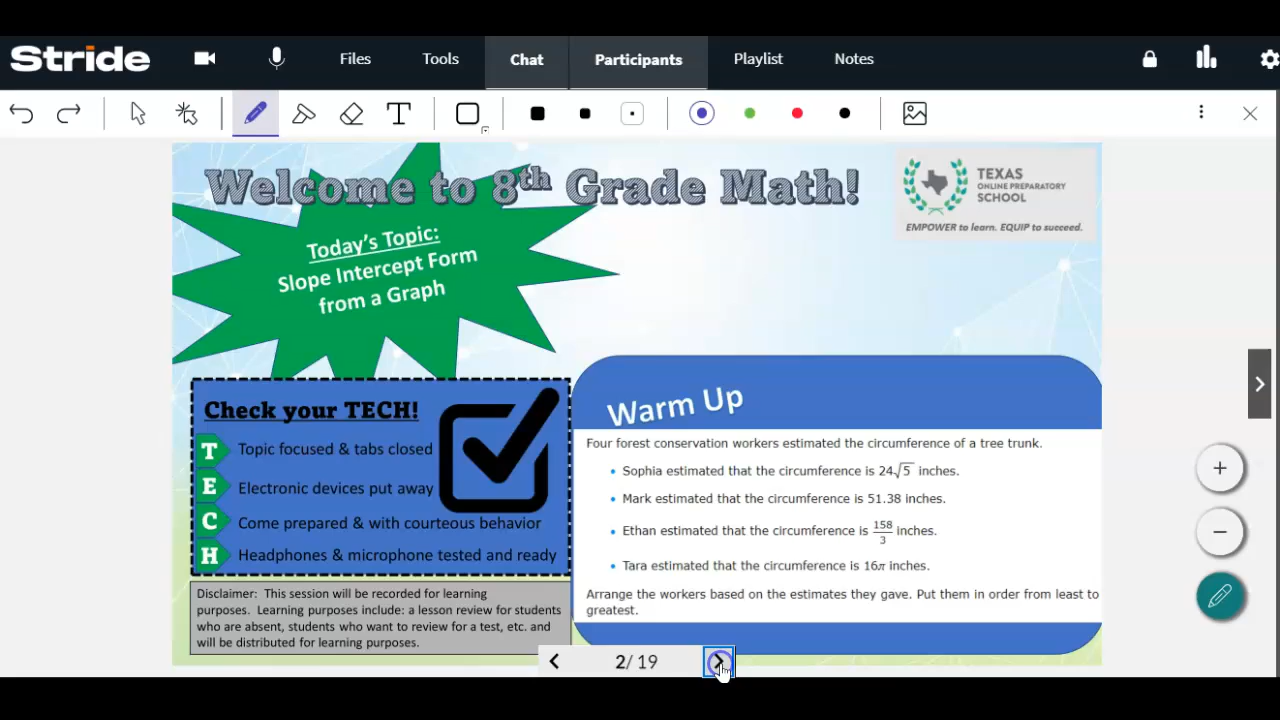 Stride
Files
Tools
Chat
Participants
Playlist
Notes
T
Welcome to 8th Grade Math!
TEXAS
ONLINE PREPARATORY
SCHOOL
EMPOWER to learn. EQUIP to succeed.
Today's Topic:
Slope Intercept Form
from a Graph
Check your TECH!
T Topic focused & tabs closed
E Electronic devices put away
C Come prepared & with courteous behavior
H Headphones & microphone tested and ready
Disclaimer: This session will be recorded for learning
purposes. Learning purposes include: a lesson review for students
who are absent, students who want to review for a test, etc. and
will be distributed for learning purposes.
Warm Up
Four forest conservation workers estimated the circumference of a tree trunk.
• Sophia estimated that the circumference is 24√5 inches.
• Mark estimated that the circumference is 51.38 inches.
• Ethan estimated that the circumference is 158/3 inches.
• Tara estimated that the circumference is 16π inches.
Arrange the workers based on the estimates they gave. Put them in order from least to
greatest.
2/ 19